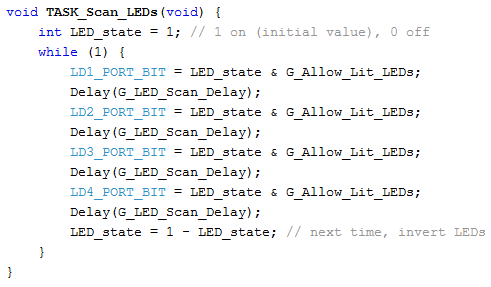 void TASK_Scan_LEDs(void) {
    int LED_state = 1; // 1 on (initial value), 0 off
    while (1) {
        LD1_PORT_BIT = LED_state & G_Allow_Lit_LEDs;
        Delay(G_LED_Scan_Delay);
        LD2_PORT_BIT = LED_state & G_Allow_Lit_LEDs;
        Delay(G_LED_Scan_Delay);
        LD3_PORT_BIT = LED_state & G_Allow_Lit_LEDs;
        Delay(G_LED_Scan_Delay);
        LD4_PORT_BIT = LED_state & G_Allow_Lit_LEDs;
        Delay(G_LED_Scan_Delay);
        LED_state = 1 - LED_state; // next time, invert LEDs
    }
}